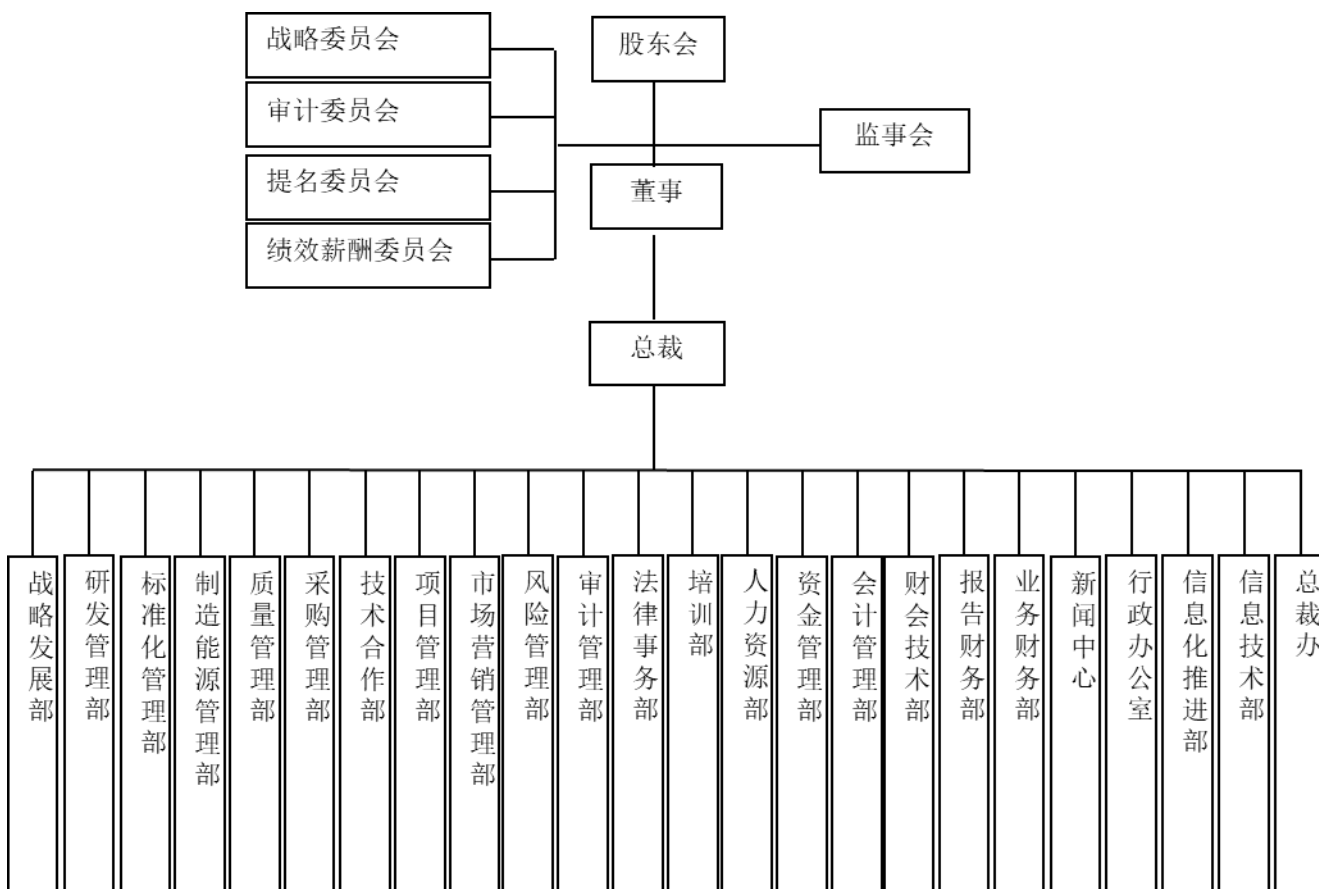 战略委员会
股东会
审计委员会
监事会
提名委员会
董事
绩效薪酬委员会
总裁
战略发展部
研发管理部
标准化管理部
制造能源管理部
质量管理部
采购管理部
技术合作部
项目管理部
市场营销管理部
风险管理部
审计管理部
法律事务部
培训部
人力资源部
资金管理部
会计管理部
财会技术部
报告财务部
业务财务部
新闻中心
行政办公室
信息化推进部
信息技术部
总裁办